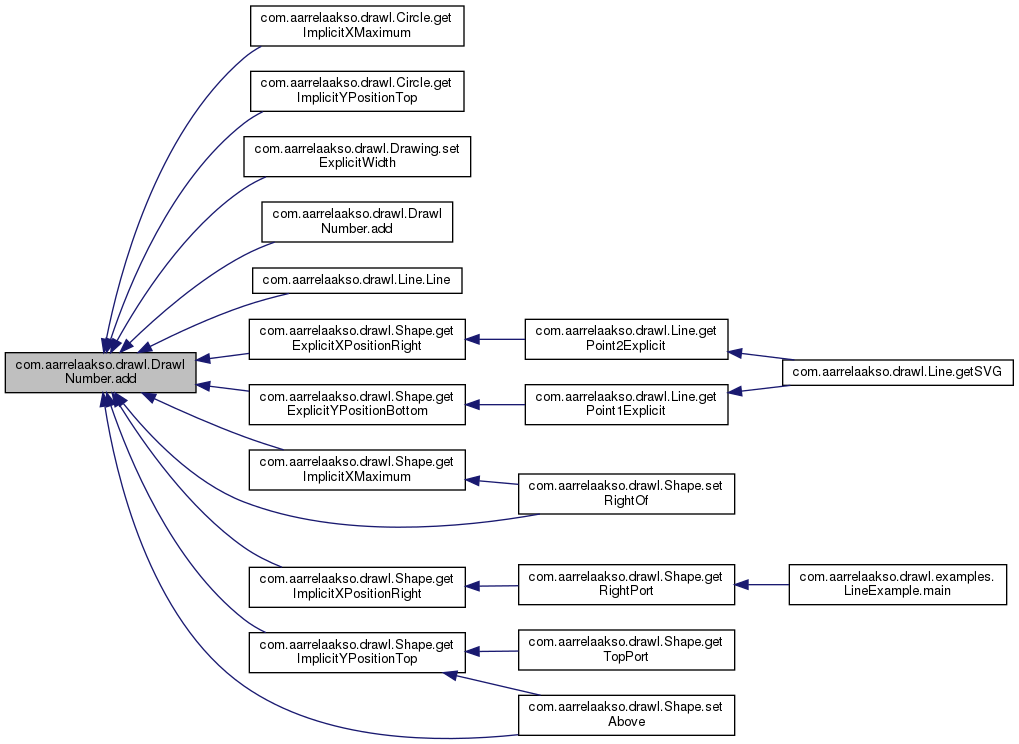 com.aarrelaakso.drawl.Circle.get
ImplicitXMaximum
com.aarrelaakso.drawl.Circle.get
ImplicitYPositionTop
com.aarrelaakso.drawl.Drawing.set
ExplicitWidth
com.aarrelaakso.drawl.Drawl
Number.add
com.aarrelaakso.drawl.Line.Line
com.aarrelaakso.drawl.Shape.get
ExplicitXPositionRight
com.aarrelaakso.drawl.Line.get
Point2Explicit
com.aarrelaakso.drawl.Line.getSVG
com.aarrelaakso.drawl.Drawl
Number.add
com.aarrelaakso.drawl.Shape.get
ExplicitYPositionBottom
com.aarrelaakso.drawl.Line.get
Point1Explicit
com.aarrelaakso.drawl.Shape.get
ImplicitXMaximum
com.aarrelaakso.drawl.Shape.set
RightOf
com.aarrelaakso.drawl.Shape.get
ImplicitXPositionRight
com.aarrelaakso.drawl.Shape.get
RightPort
com.aarrelaakso.drawl.examples.
LineExample.main
com.aarrelaakso.drawl.Shape.get
ImplicitYPositionTop
com.aarrelaakso.drawl.Shape.get
TopPort
com.aarrelaakso.drawl.Shape.set
Above